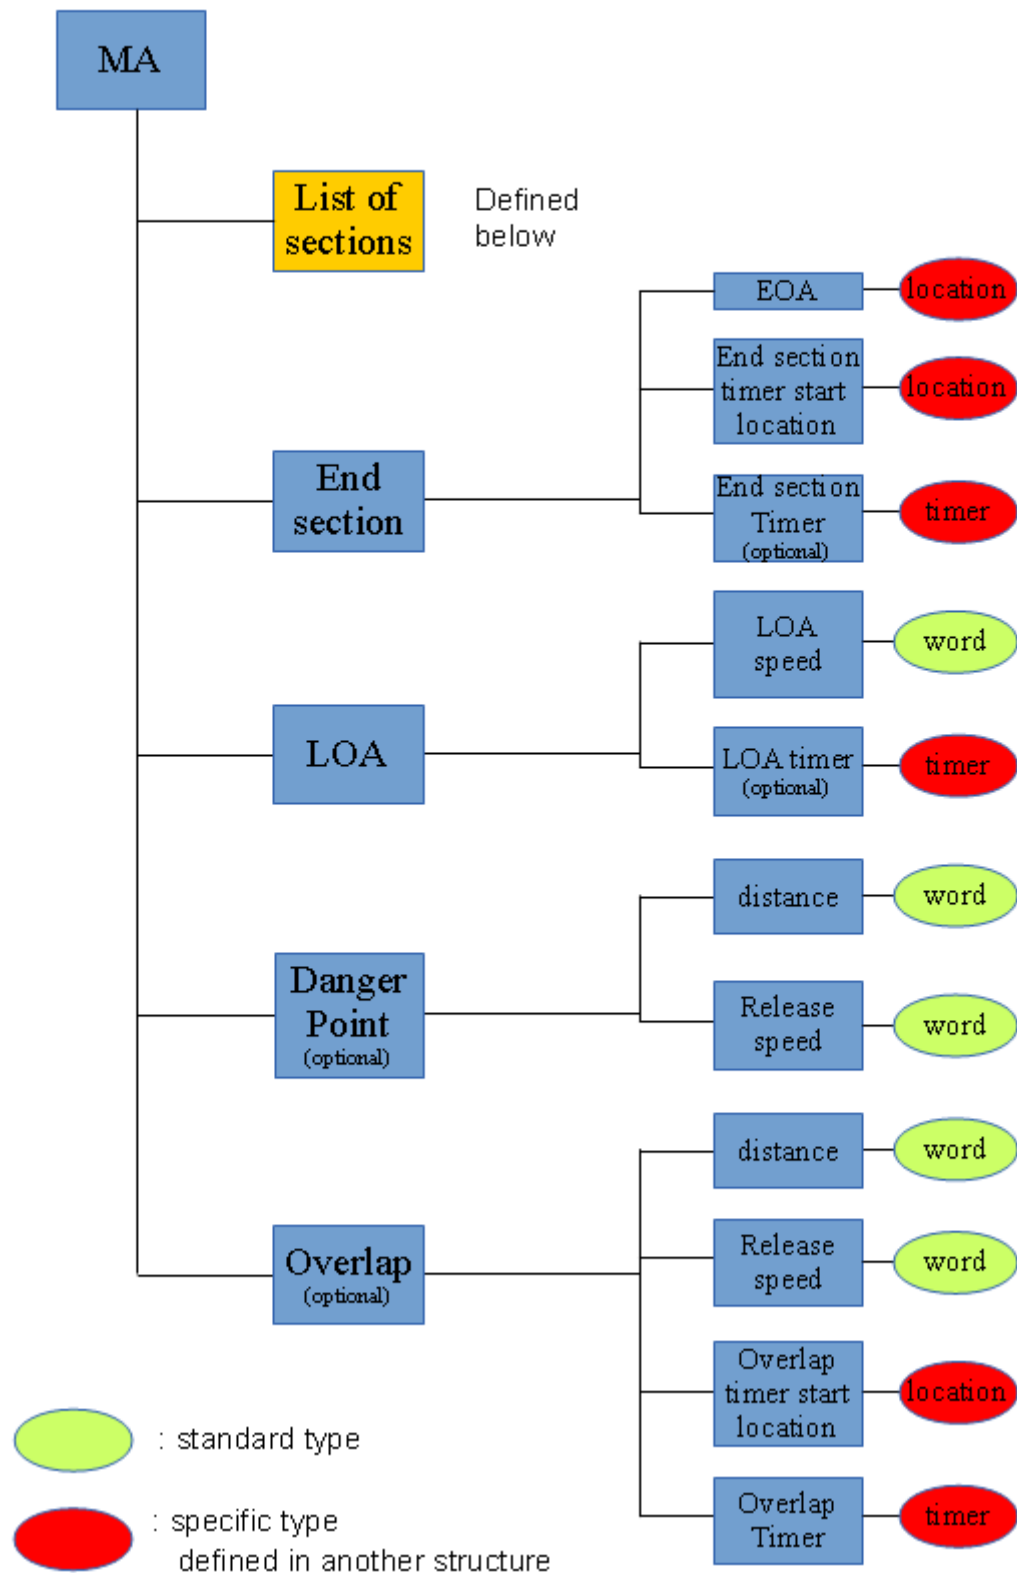 MA
List of
sections
Defined
below
EOA
location
End section
timer start
location
location
End
section
End section
Timer
(optional)
timer
LOA
speed
word
LOA
LOA timer
(optional)
timer
distance
word
Danger
Point
(optional)
Release
speed
word
distance
word
Overlap
(optional)
Release
speed
word
Overlap
timer start
location
location
: standard type
Overlap
Timer
timer
: specific type
defined in another structure